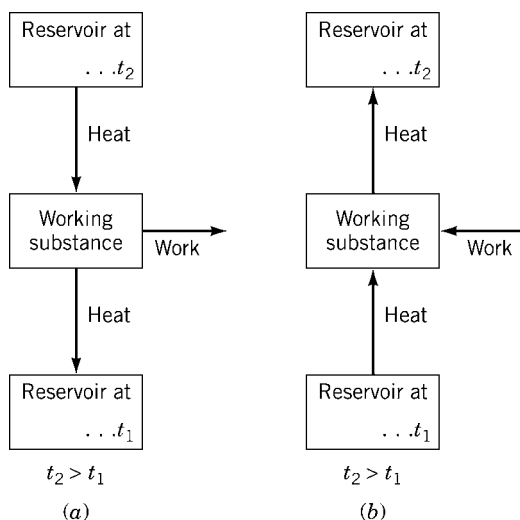 Reservoir at
. . .t₂
Heat
Working
substance
Work
Heat
Reservoir at
. . .t₁
t₂ > t₁
(a)
Reservoir at
. . .t₂
Heat
Working
substance
Work
Heat
Reservoir at
. . .t₁
t₂ > t₁
(b)